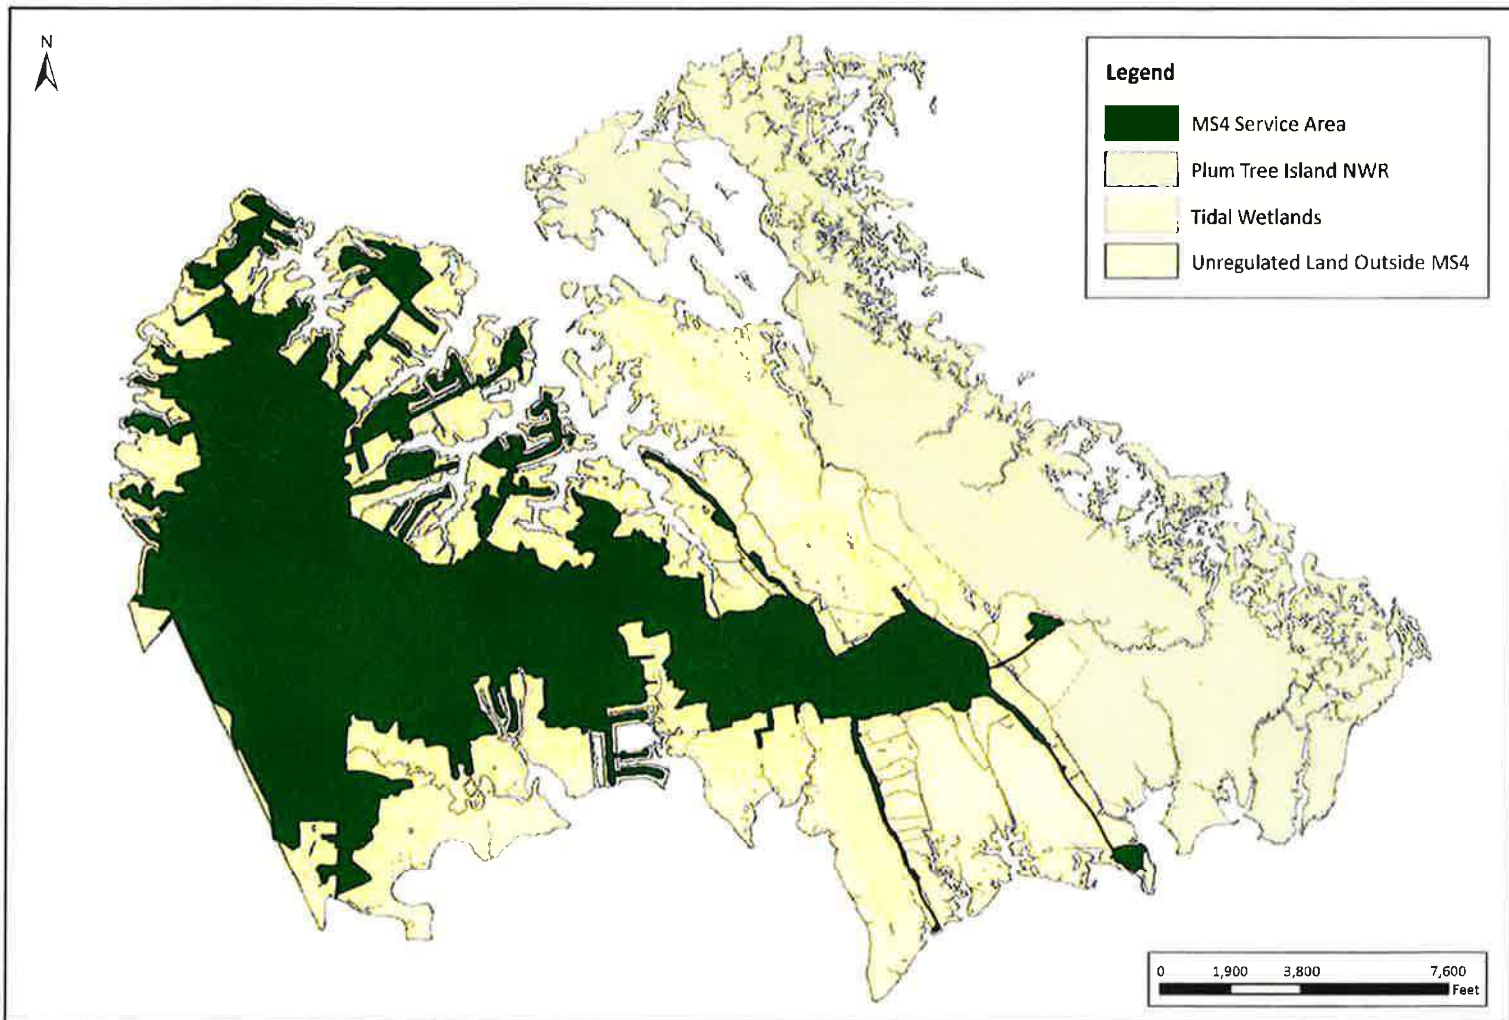 N
Legend
MS4 Service Area
Plum Tree Island NWR
Tidal Wetlands
Unregulated Land Outside MS4
0 1,900 3,800 7,600
Feet